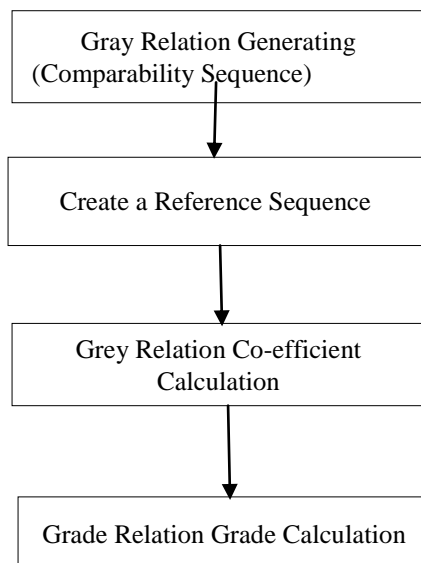 Gray Relation Generating
(Comparability Sequence)
Create a Reference Sequence
Grey Relation Co-efficient
Calculation
Grade Relation Grade Calculation